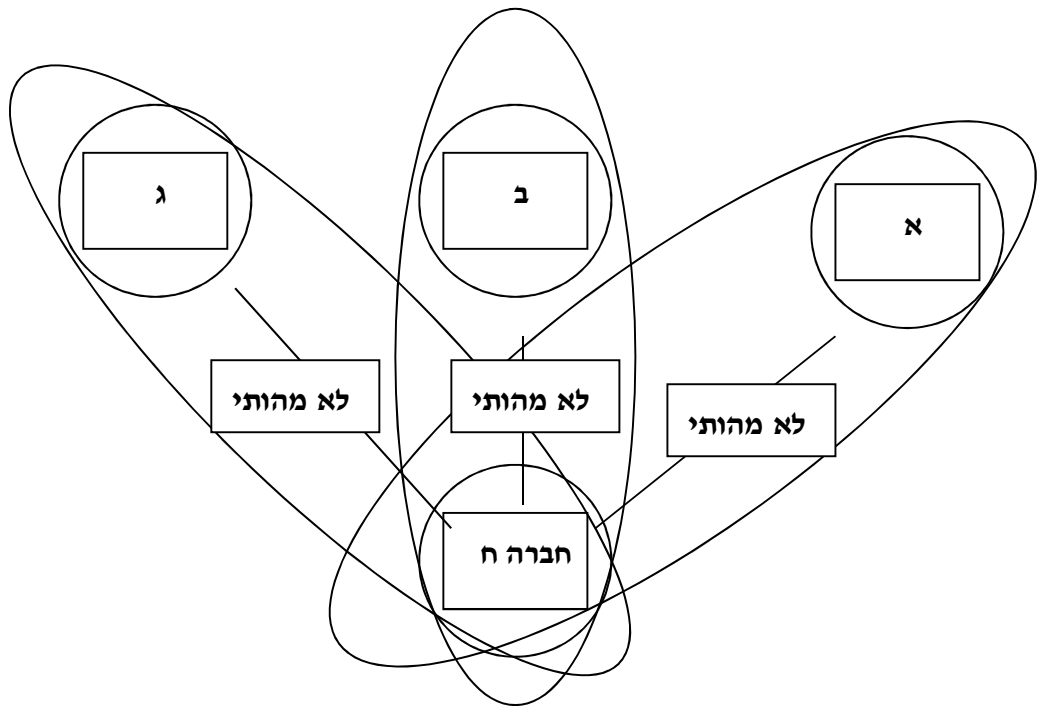 א
ב
ג
לא מהותי
לא מהותי
לא מהותי
חברה ח